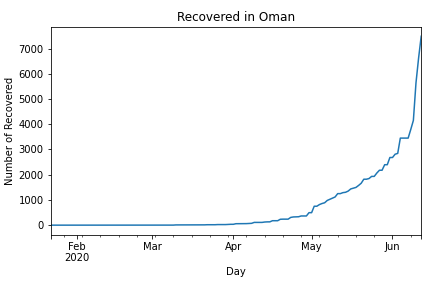 Recovered in Oman
Number of Recovered
7000
6000
5000
4000
3000
2000
1000
0
Feb
2020
Mar
Apr
May
Jun
Day